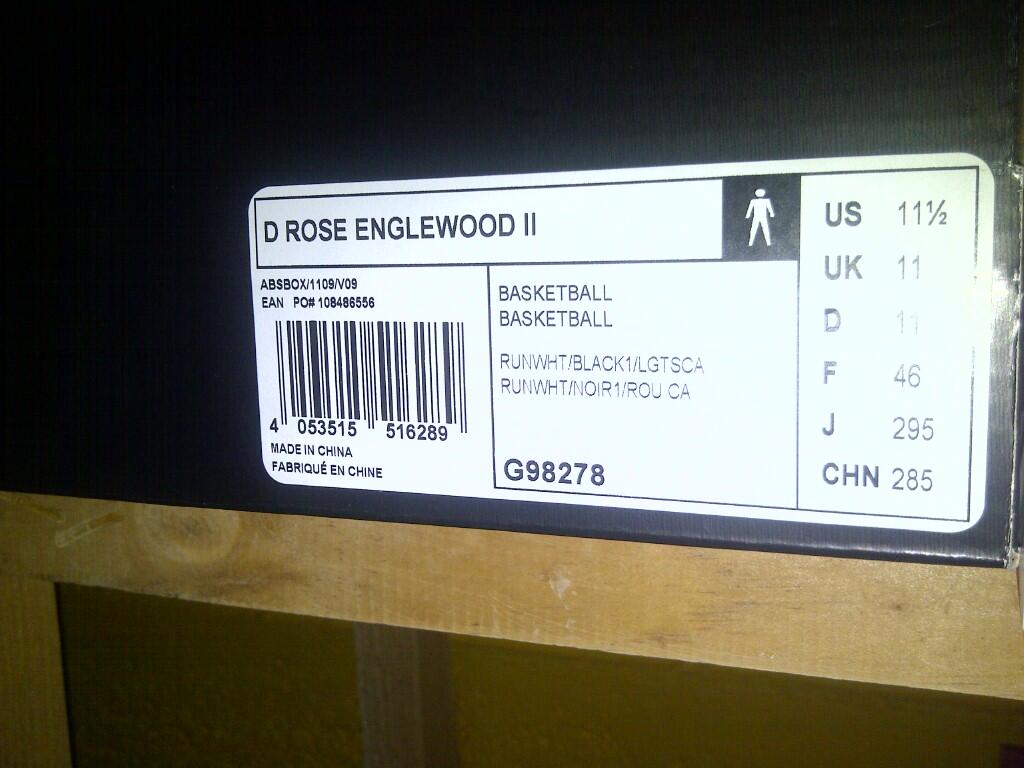 D ROSE ENGLEWOOD II
ABSBOX/1109/V09
EAN PO# 108486556
4 053515 516289
MADE IN CHINA
FABRIQUÉ EN CHINE
BASKETBALL
BASKETBALL
RUNWHT/BLACK1/LGTSCA
RUNWHT/NOIR1/ROU CA
G98278
US 11½
UK 11
D 11
F 46
J 295
CHN 285